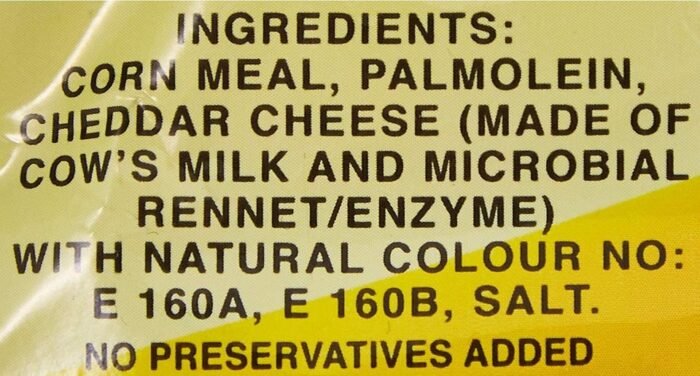 INGREDIENTS:
CORN MEAL, PALMOLEIN,
CHEDDAR CHEESE (MADE OF
COW'S MILK AND MICROBIAL
RENNET/ENZYME)
WITH NATURAL COLOUR NO:
E 160A, E 160B, SALT.
NO PRESERVATIVES ADDED